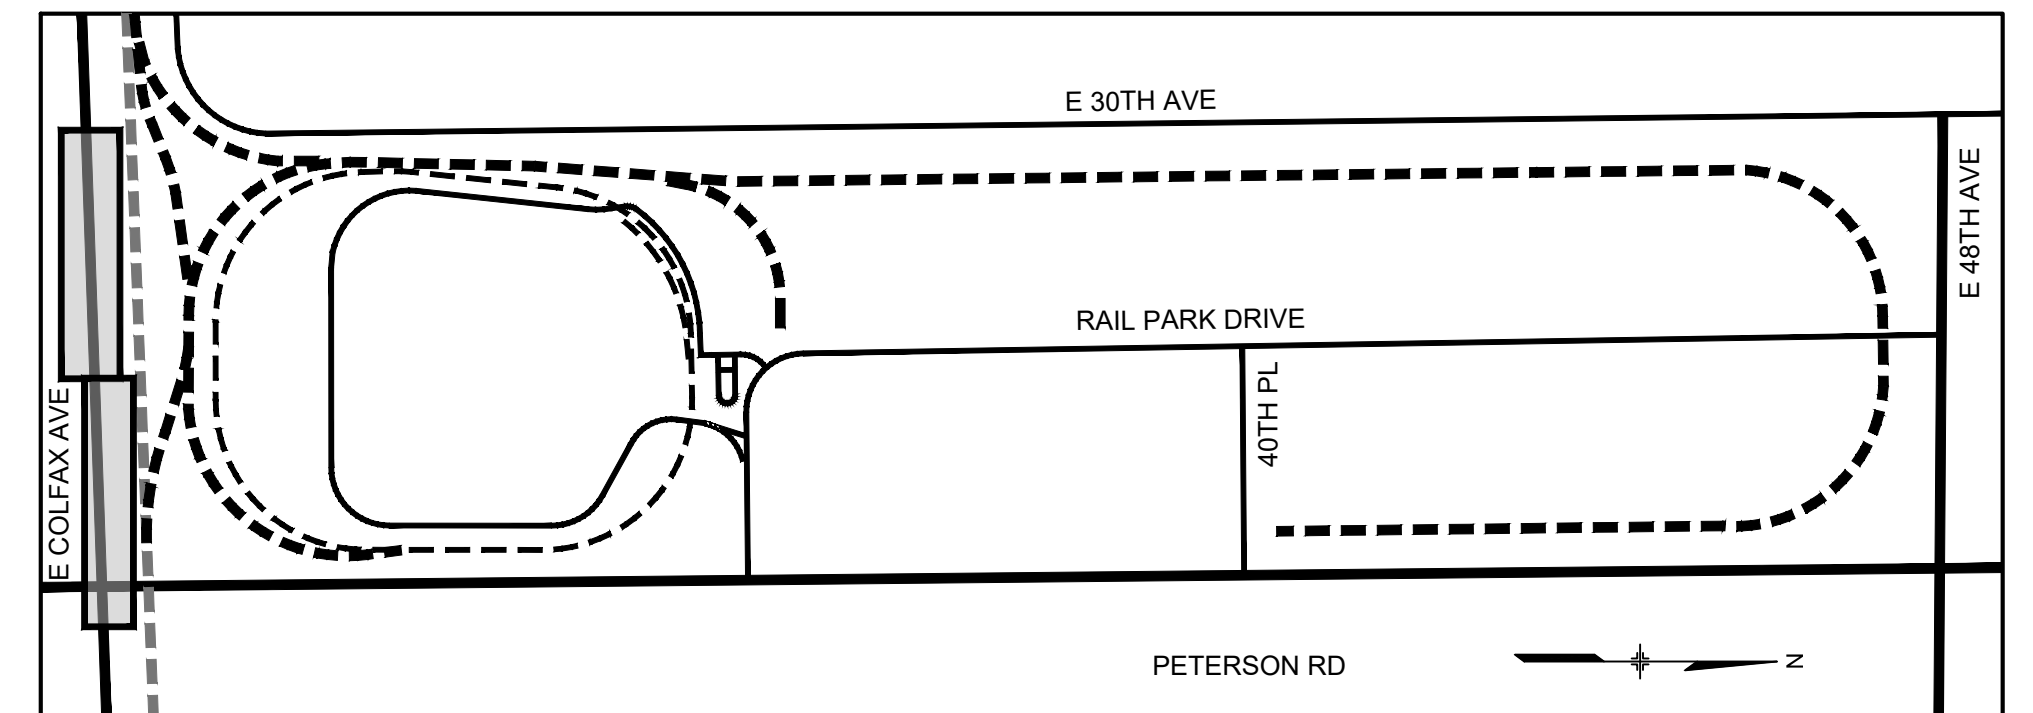 E 30TH AVE
E 48TH AVE
RAIL PARK DRIVE
40TH PL
E COLFAX AVE
PETERSON RD
N